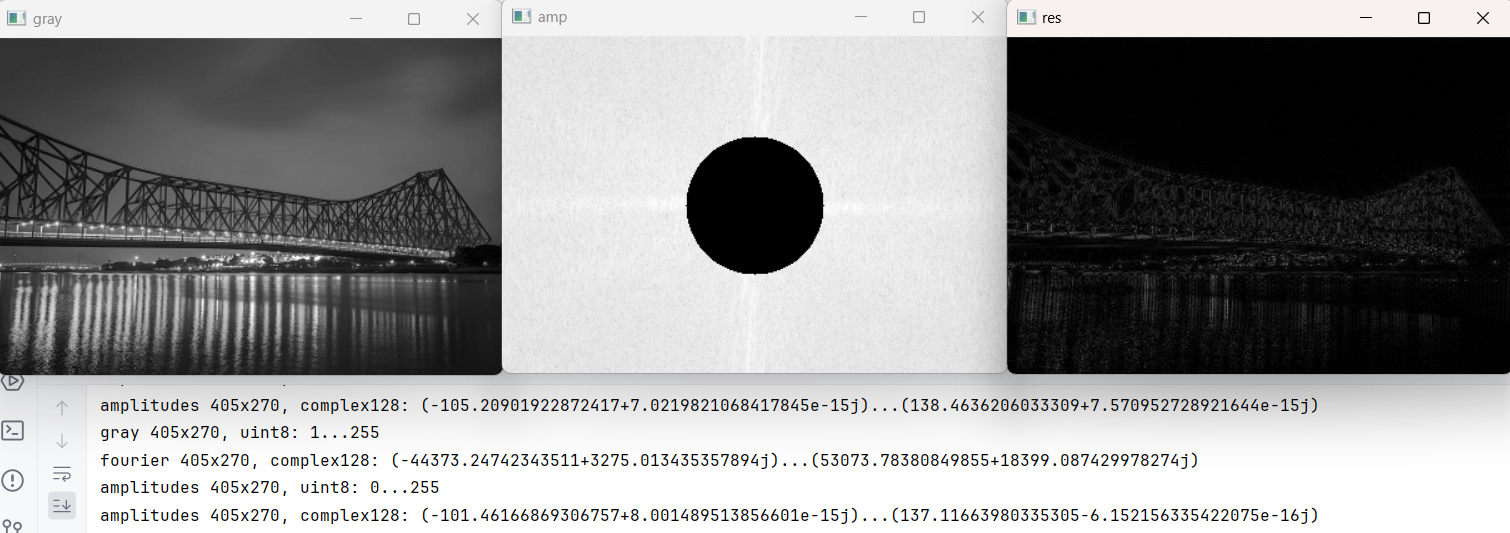 gray
amp
res
amplitudes 405x270, complex128: (-105.20901922872417+7.0219821068417845e-15j)...(138.4636206033309+7.570952728921644e-15j)
gray 405x270, uint8: 1...255
fourier 405x270, complex128: (-44373.24742343511+3275.013435357894j)...(53073.78380849855+18399.087429978274j)
amplitudes 405x270, uint8: 0...255
amplitudes 405x270, complex128: (-101.46166869306757+8.001489513856601e-15j)...(137.11663980335305-6.152156335422075e-16j)